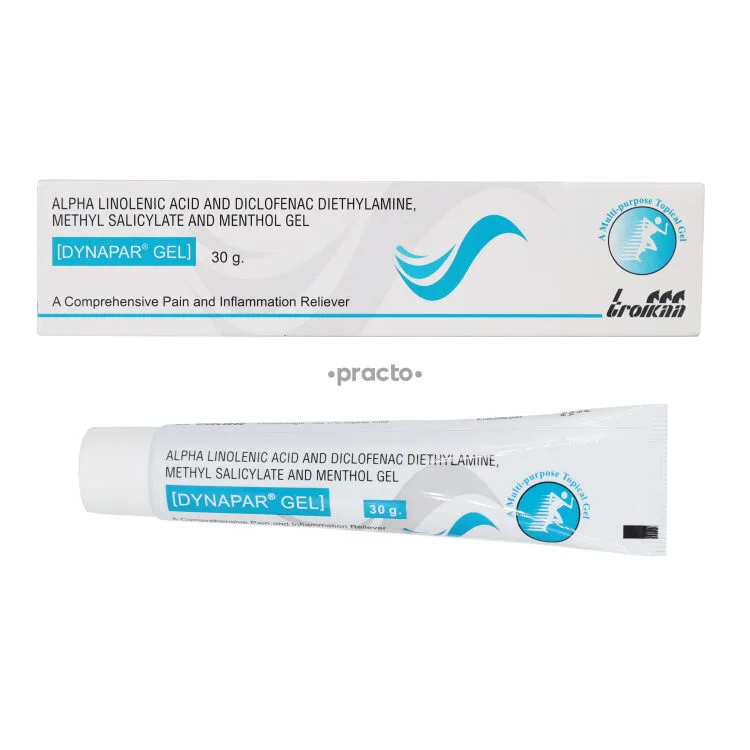 ALPHA LINOLENIC ACID AND DICLOFENAC DIETHYLAMINE,
METHYL SALICYLATE AND MENTHOL GEL
[DYNAPAR® GEL] 30 g.
A Comprehensive Pain and Inflammation Reliever
A Multi-purpose Topical Gel
troikaa
•practo•
ALPHA LINOLENIC ACID AND DICLOFENAC DIETHYLAMINE,
METHYL SALICYLATE AND MENTHOL GEL
[DYNAPAR® GEL] 30 g.
A Comprehensive Pain and Inflammation Reliever
A Multi-purpose Topical Gel